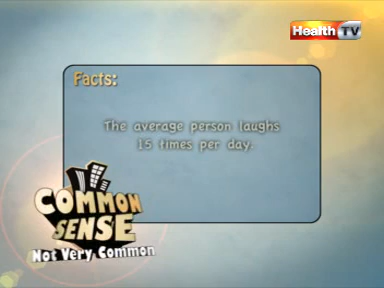 Health TV
Facts:
The average person laughs
15 times per day.
COMMON
SENSE
Not Very Common